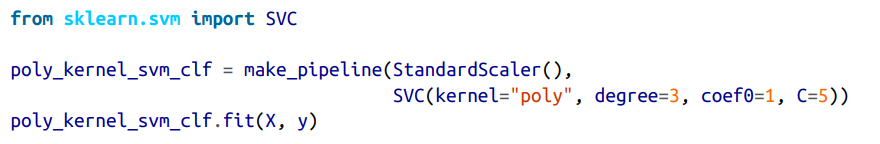 from sklearn.svm import SVC
poly_kernel_svm_clf = make_pipeline(StandardScaler(),
SVC(kernel="poly", degree=3, coef0=1, C=5))
poly_kernel_svm_clf.fit(X, y)